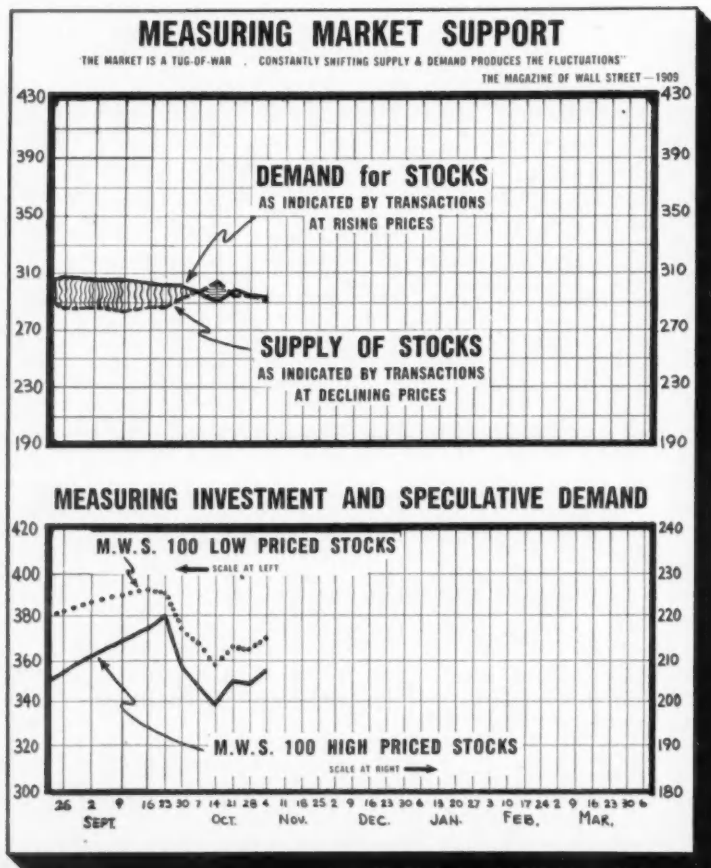 MEASURING MARKET SUPPORT
"THE MARKET IS A TUG-OF-WAR . CONSTANTLY SHIFTING SUPPLY & DEMAND PRODUCES THE FLUCTUATIONS"
THE MAGAZINE OF WALL STREET — 1909
430 430
390 390
DEMAND for STOCKS
AS INDICATED BY TRANSACTIONS
350 350
AT RISING PRICES
310 310
270 270
SUPPLY OF STOCKS
AS INDICATED BY TRANSACTIONS
230 230
AT DECLINING PRICES
190 190
MEASURING INVESTMENT AND SPECULATIVE DEMAND
420 240
M.W.S. 100 LOW PRICED STOCKS
SCALE AT LEFT
400 230
380 220
360 210
340 200
M.W.S. 100 HIGH PRICED STOCKS
320 190
SCALE AT RIGHT
300 180
26 2 9 16 23 30 7 14 21 28 4 11 18 25 2 9 16 23 30 6 13 20 27 3 10 17 24 2 9 16 23 30 6
SEPT. OCT. NOV. DEC. JAN. FEB. MAR.